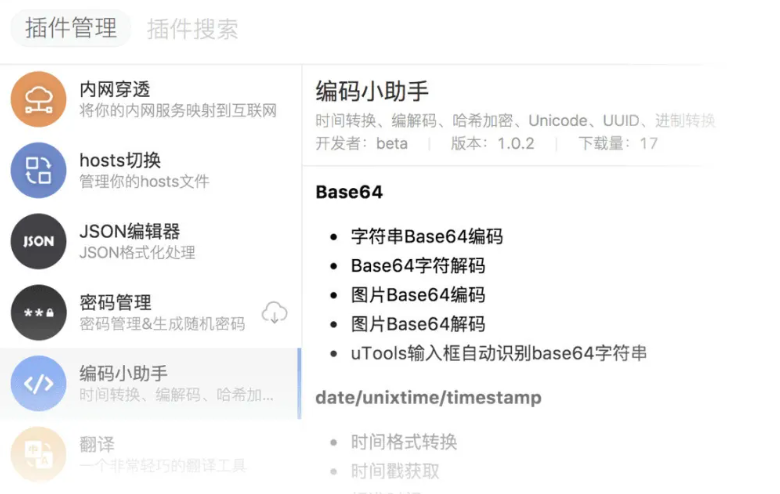 插件管理 插件搜索
内网穿透
将你的内网服务映射到互联网
hosts切换
管理你的hosts文件
JSON
JSON编辑器
JSON格式化处理
**
密码管理
密码管理&生成随机密码
</>
编码小助手
时间转换、编解码、哈希加...
翻译
一个非常轻巧的翻译工具
编码小助手
时间转换、编解码、哈希加密、Unicode、UUID、进制转换
开发者：beta | 版本：1.0.2 | 下载量：17
Base64
• 字符串Base64编码
• Base64字符解码
• 图片Base64编码
• 图片Base64解码
• uTools输入框自动识别base64字符串
date/unixtime/timestamp
• 时间格式转换
• 时间戳获取